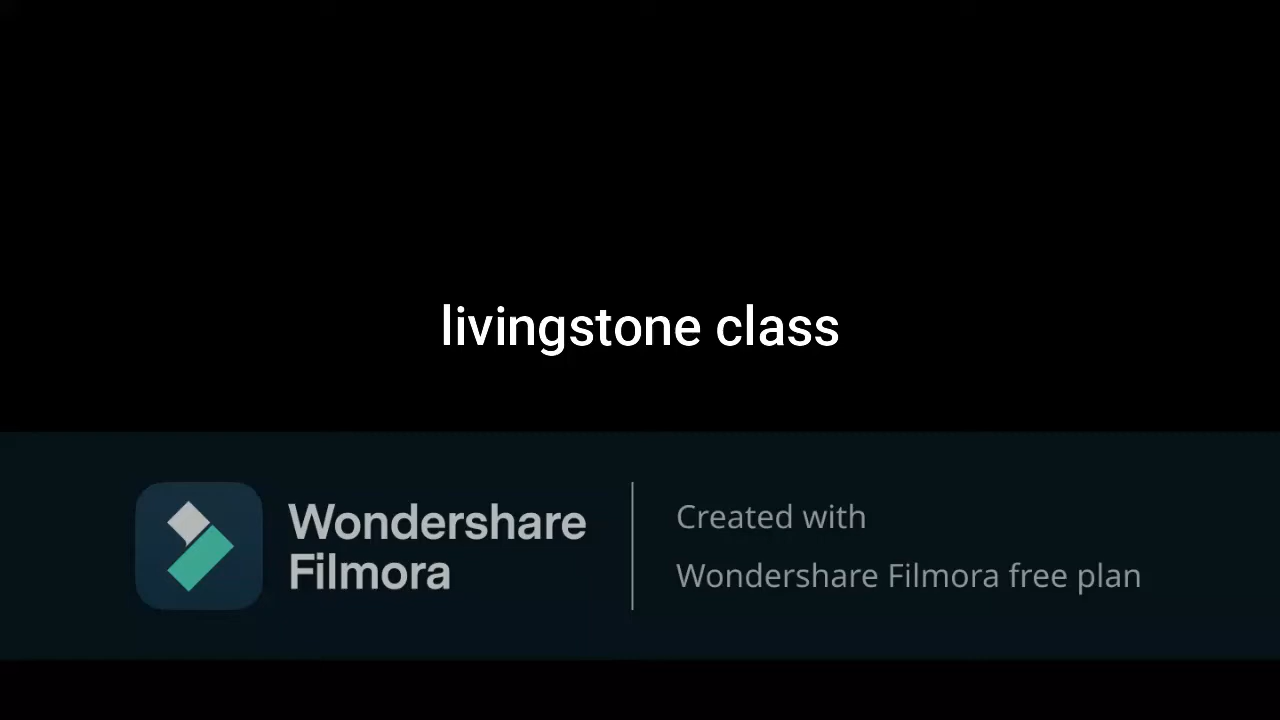 livingstone class
Wondershare
Filmora
Created with
Wondershare Filmora free plan